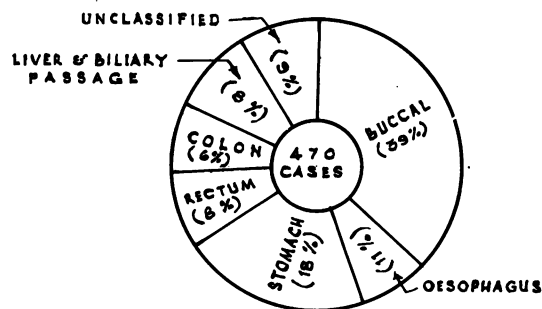 UNCLASSIFIED
(9%)
LIVER & BILIARY
PASSAGE
(8%)
BUCCAL
(39%)
COLON
(6%)
470
CASES
RECTUM
(8%)
STOMACH
(18%)
(11%)
OESOPHAGUS